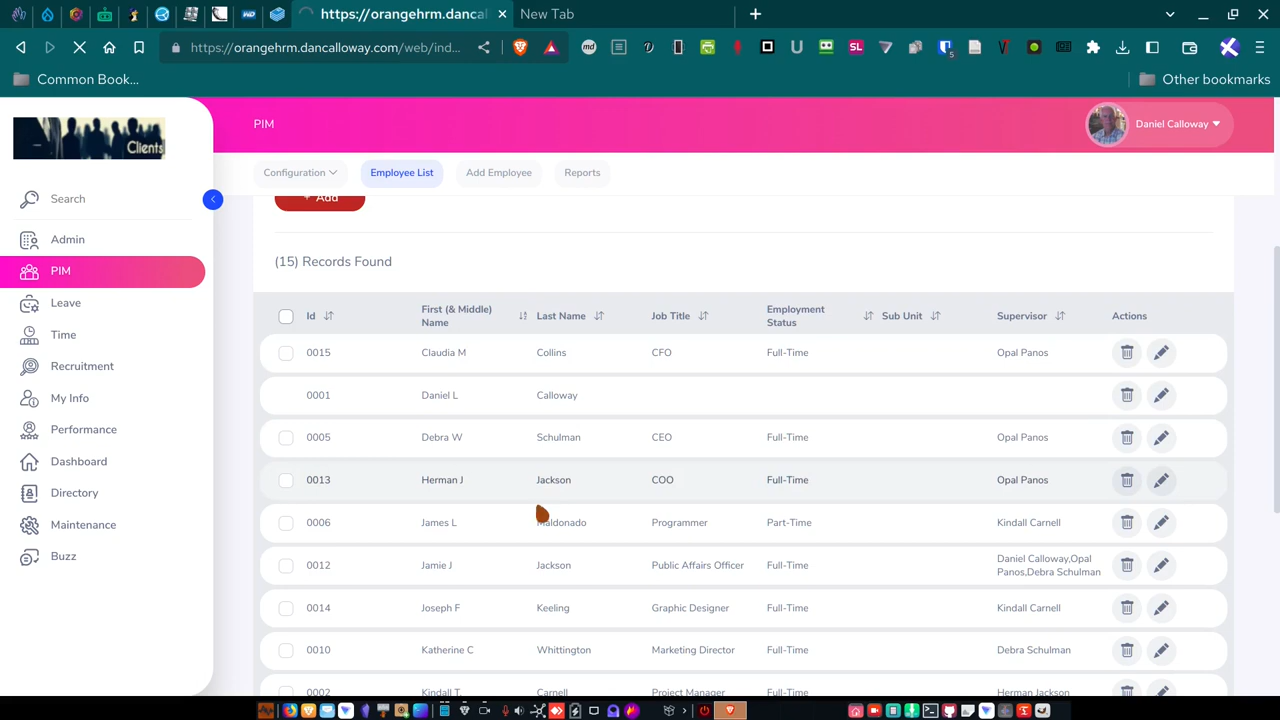 https://orangehrm.dancal
New Tab
https://orangehrm.dancalloway.com/web/ind...
Common Book...
Other bookmarks
Clients
PIM
Daniel Calloway
Configuration
Employee List
Add Employee
Reports
Search
Admin
PIM
Leave
Time
Recruitment
My Info
Performance
Dashboard
Directory
Maintenance
Buzz
+ Add
(15) Records Found
Id First (& Middle) Name Last Name Job Title Employment Status Sub Unit Supervisor Actions
0015 Claudia M Collins CFO Full-Time Opal Panos
0001 Daniel L Calloway
0005 Debra W Schulman CEO Full-Time Opal Panos
0013 Herman J Jackson COO Full-Time Opal Panos
0006 James L Maldonado Programmer Part-Time Kindall Carnell
0012 Jamie J Jackson Public Affairs Officer Full-Time Daniel Calloway,Opal Panos,Debra Schulman
0014 Joseph F Keeling Graphic Designer Full-Time Kindall Carnell
0010 Katherine C Whittington Marketing Director Full-Time Debra Schulman
0002 Kindall T. Carnell Project Manager Full-Time Herman Jackson